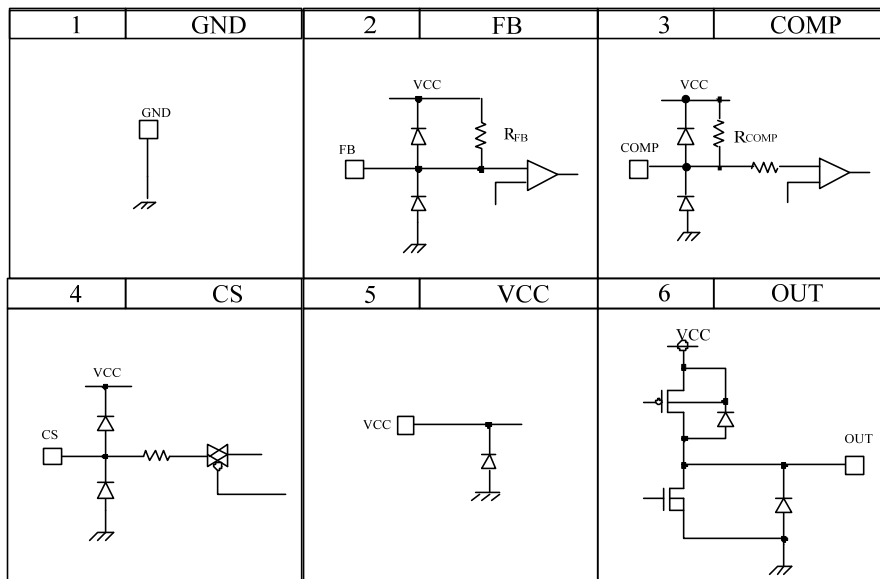 1 GND 2 FB 3 COMP
GND
FB
VCC
RFB
COMP
VCC
RCOMP
4 CS 5 VCC 6 OUT
CS
VCC
VCC
VCC
OUT